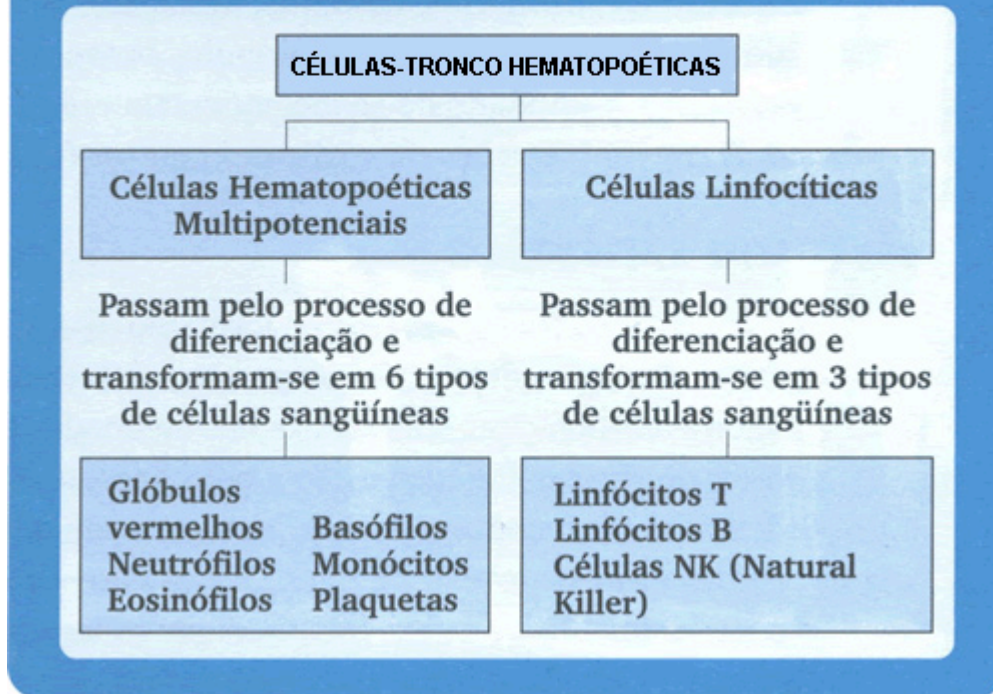 CÉLULAS-TRONCO HEMATOPOÉTICAS
Células Hematopoéticas
Multipotenciais
Passam pelo processo de
diferenciação e
transformam-se em 6 tipos
de células sangüíneas
Glóbulos
vermelhos
Neutrófilos
Eosinófilos
Basófilos
Monócitos
Plaquetas
Células Linfocíticas
Passam pelo processo de
diferenciação e
transformam-se em 3 tipos
de células sangüíneas
Linfócitos T
Linfócitos B
Células NK (Natural
Killer)